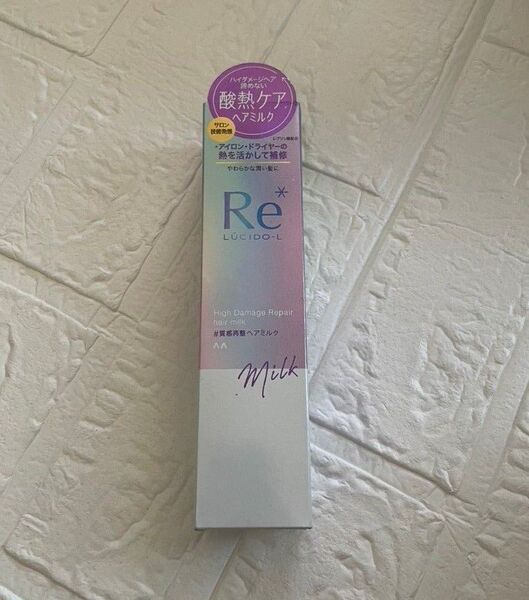 ハイダメージヘア
諦めない
酸熱ケア
ヘアミルク
サロン
技術発想
・アイロン・ドライヤーの
熱を活かして補修
やわらかな潤い髪に
Re*
LÚCIDO-L
High Damage Repair
hair milk
#質感再整ヘアミルク
Milk